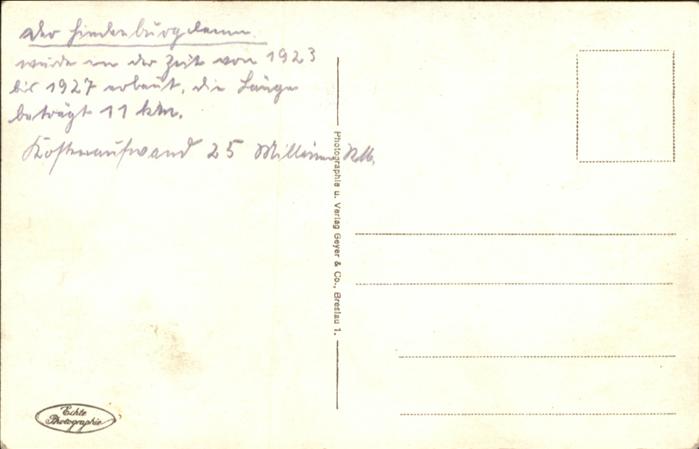 Der Hindenburgdamm
wurde in der Zeit von 1923
bis 1927 erbaut, die Länge
beträgt 11 km.
Kostenaufwand 25 Millionen RM.
Photographie u. Verlag Geyer & Co., Breslau 1.
Echte
Photographie